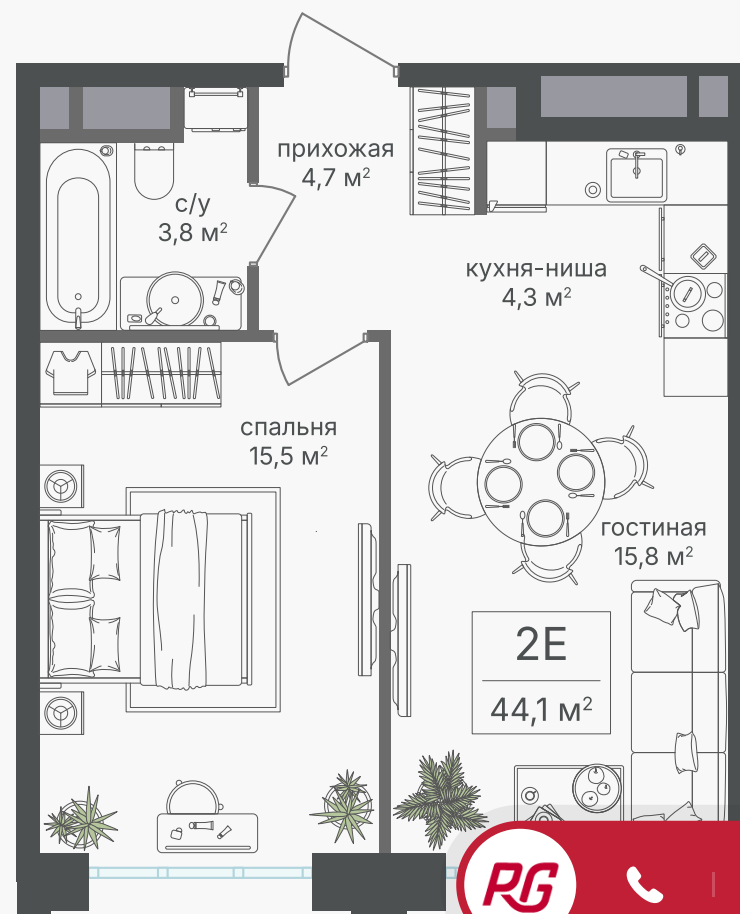 прихожая
4,7 м²
с/у
3,8 м²
кухня-ниша
4,3 м²
спальня
15,5 м²
гостиная
15,8 м²
2E
44,1 м²
RG